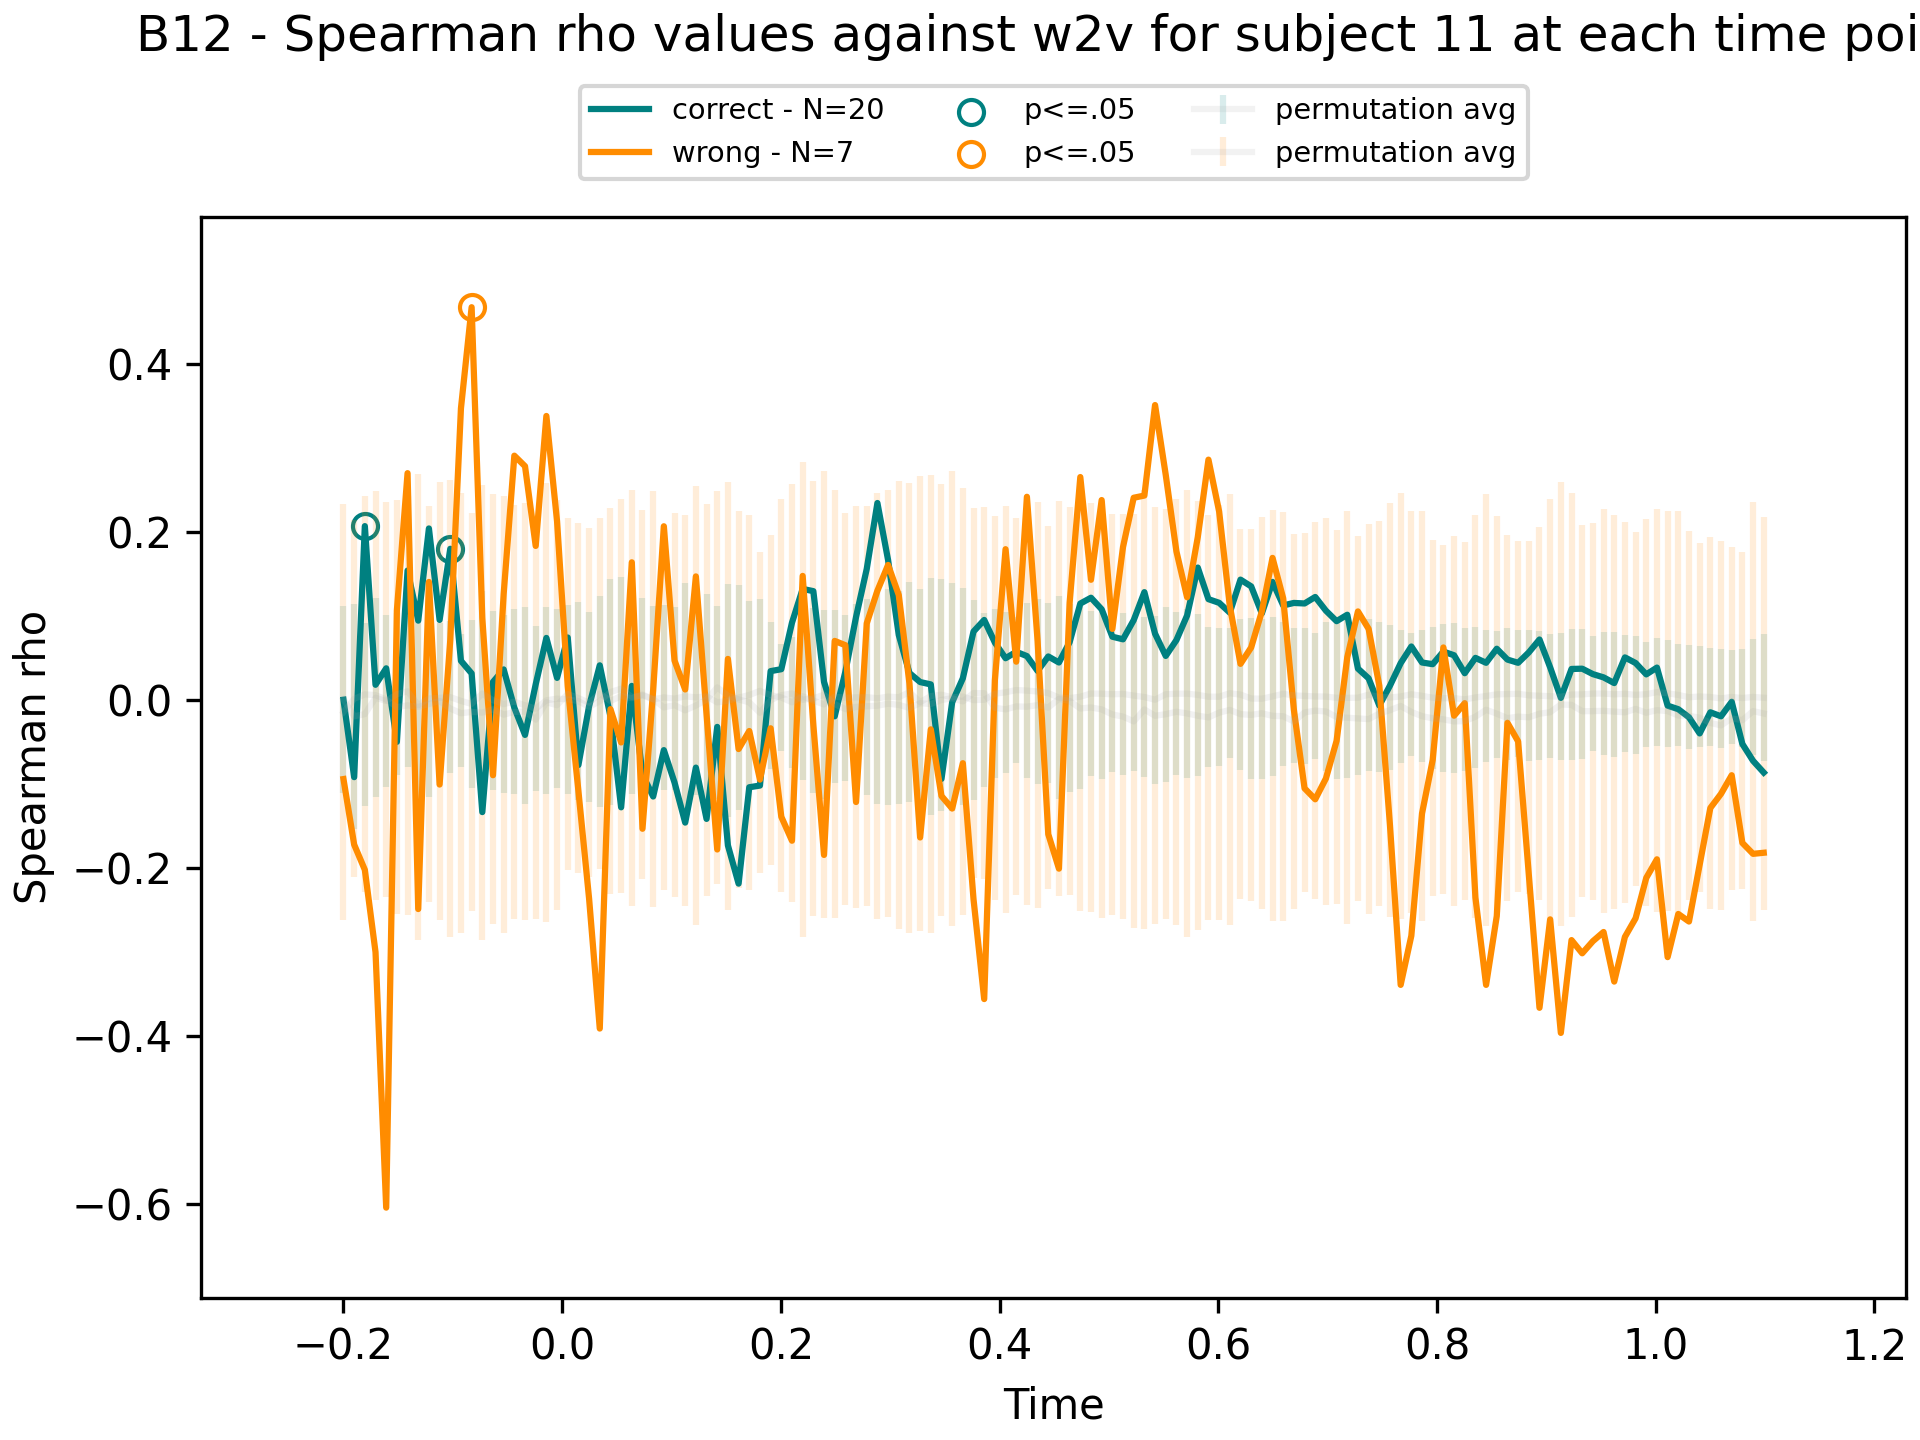 B12 - Spearman rho values against w2v for subject 11 at each time poi
correct - N=20
wrong - N=7
p<=.05
p<=.05
permutation avg
permutation avg
Spearman rho
0.4
0.2
0.0
−0.2
−0.4
−0.6
−0.2 0.0 0.2 0.4 0.6 0.8 1.0 1.2
Time